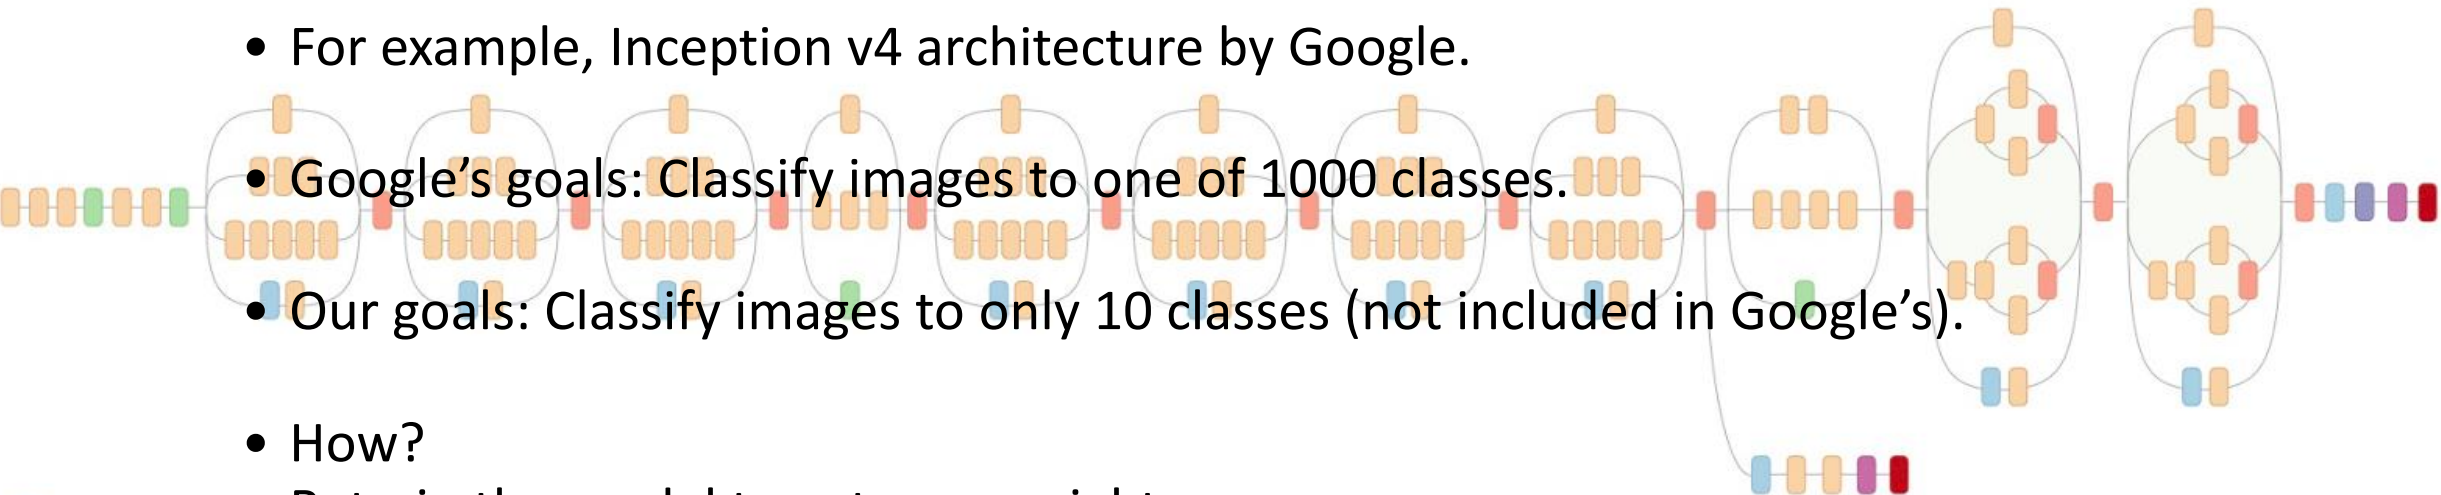 • For example, Inception v4 architecture by Google.
• Google’s goals: Classify images to one of 1000 classes.
• Our goals: Classify images to only 10 classes (not included in Google’s).
• How?